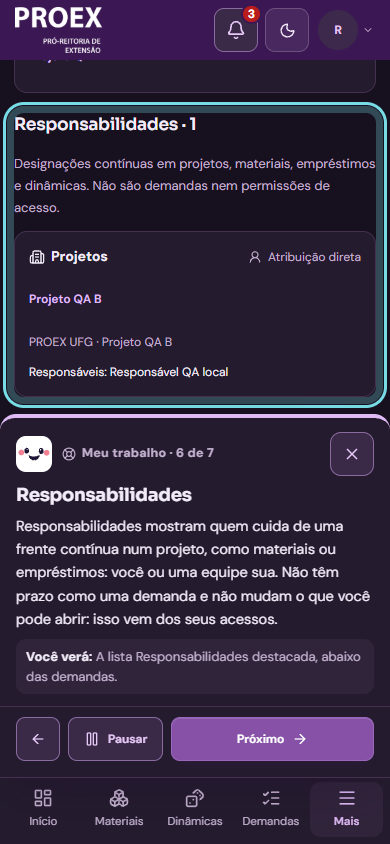 PROEX
PRÓ-REITORIA DE
EXTENSÃO
3
R
Responsabilidades · 1
Designações contínuas em projetos, materiais, empréstimos
e dinâmicas. Não são demandas nem permissões de
acesso.
Projetos
Atribuição direta
Projeto QA B
PROEX UFG · Projeto QA B
Responsáveis: Responsável QA local
Meu trabalho · 6 de 7
Responsabilidades
Responsabilidades mostram quem cuida de uma
frente contínua num projeto, como materiais ou
empréstimos: você ou uma equipe sua. Não têm
prazo como uma demanda e não mudam o que você
pode abrir: isso vem dos seus acessos.
Você verá: A lista Responsabilidades destacada, abaixo
das demandas.
Pausar
Próximo
Início
Materiais
Dinâmicas
Demandas
Mais